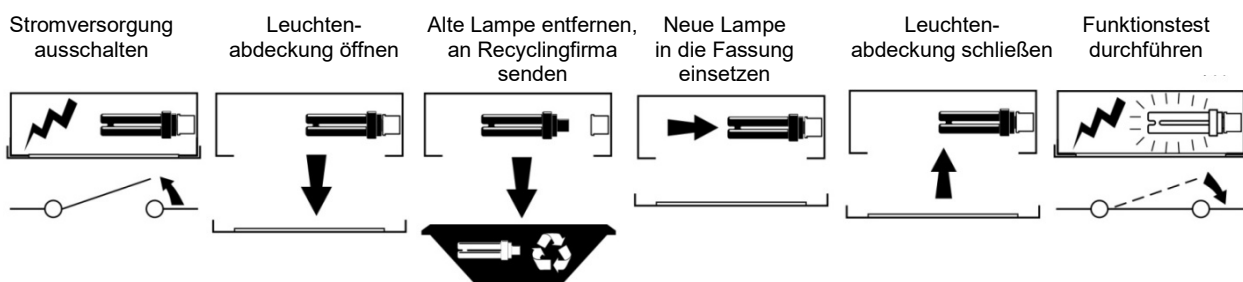 Stromversorgung
ausschalten
Leuchten-
abdeckung öffnen
Alte Lampe entfernen,
an Recyclingfirma
senden
Neue Lampe
in die Fassung
einsetzen
Leuchten-
abdeckung schließen
Funktionstest
durchführen